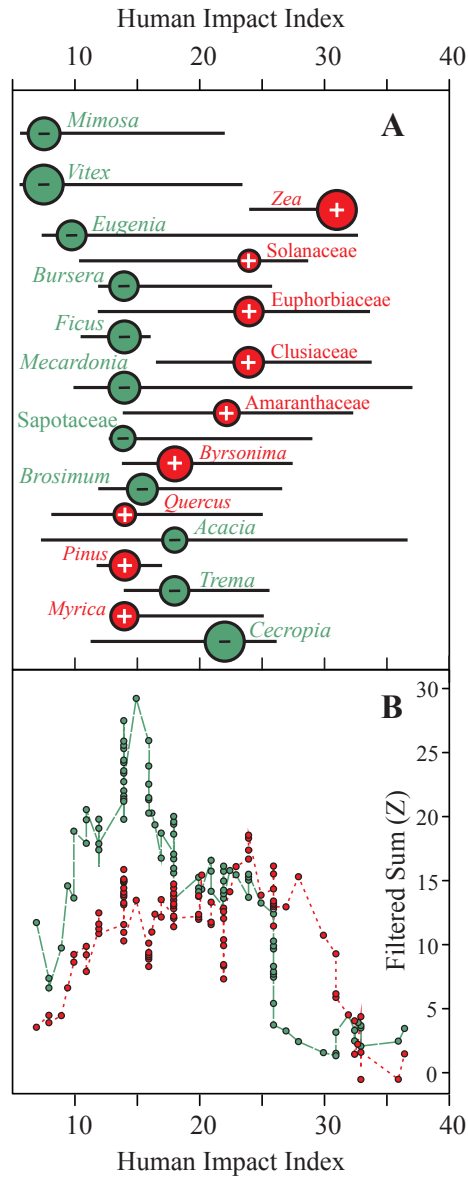 Human Impact Index
10 20 30 40
A
− Mimosa
− Vitex
Zea +
− Eugenia
+ Solanaceae
Bursera −
+ Euphorbiaceae
Ficus −
+ Clusiaceae
Mecardonia −
+ Amaranthaceae
Sapotaceae −
+ Byrsonima
Brosimum −
+ Quercus
− Acacia
Pinus +
− Trema
Myrica +
− Cecropia
B
30
25
20
15
10
5
0
Filtered Sum (Z)
10 20 30 40
Human Impact Index